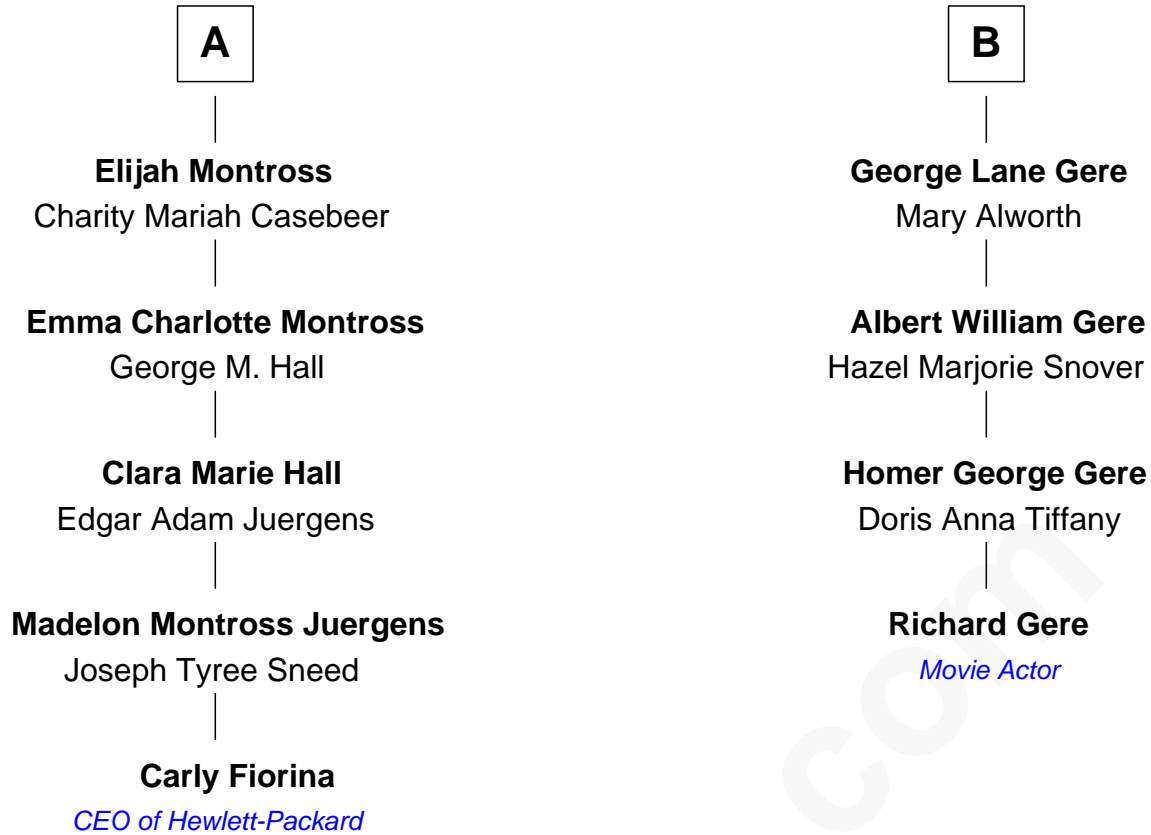 A
Elijah Montross
Charity Mariah Casebeer
Emma Charlotte Montross
George M. Hall
Clara Marie Hall
Edgar Adam Juergens
Madelon Montross Juergens
Joseph Tyree Sneed
Carly Fiorina
CEO of Hewlett-Packard
B
George Lane Gere
Mary Alworth
Albert William Gere
Hazel Marjorie Snover
Homer George Gere
Doris Anna Tiffany
Richard Gere
Movie Actor
com